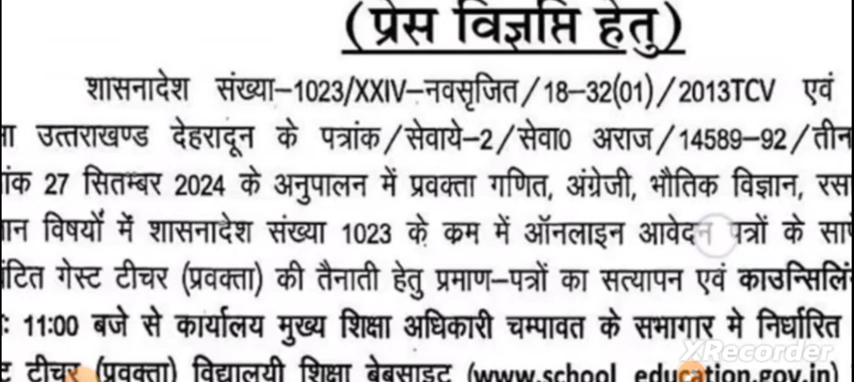 (प्रेस विज्ञप्ति हेतु)
शासनादेश संख्या–1023/XXIV–नवसृजित/18–32(01)/2013TCV एवं
ा उत्तराखण्ड देहरादून के पत्रांक/सेवाये–2/सेवा0 अराज/14589–92/तीन
ांक 27 सितम्बर 2024 के अनुपालन में प्रवक्ता गणित, अंग्रेजी, भौतिक विज्ञान, रस
ान विषयों में शासनादेश संख्या 1023 के क्रम में ऑनलाइन आवेदन पत्रों के साप
ंटित गेस्ट टीचर (प्रवक्ता) की तैनाती हेतु प्रमाण–पत्रों का सत्यापन एवं काउन्सिलिं
: 11:00 बजे से कार्यालय मुख्य शिक्षा अधिकारी चम्पावत के सभागार मे निर्धारित
XRecorder
ट टीचर (प्रवक्ता) विद्यालयी शिक्षा बेबसाइट (www.school education.gov.in)